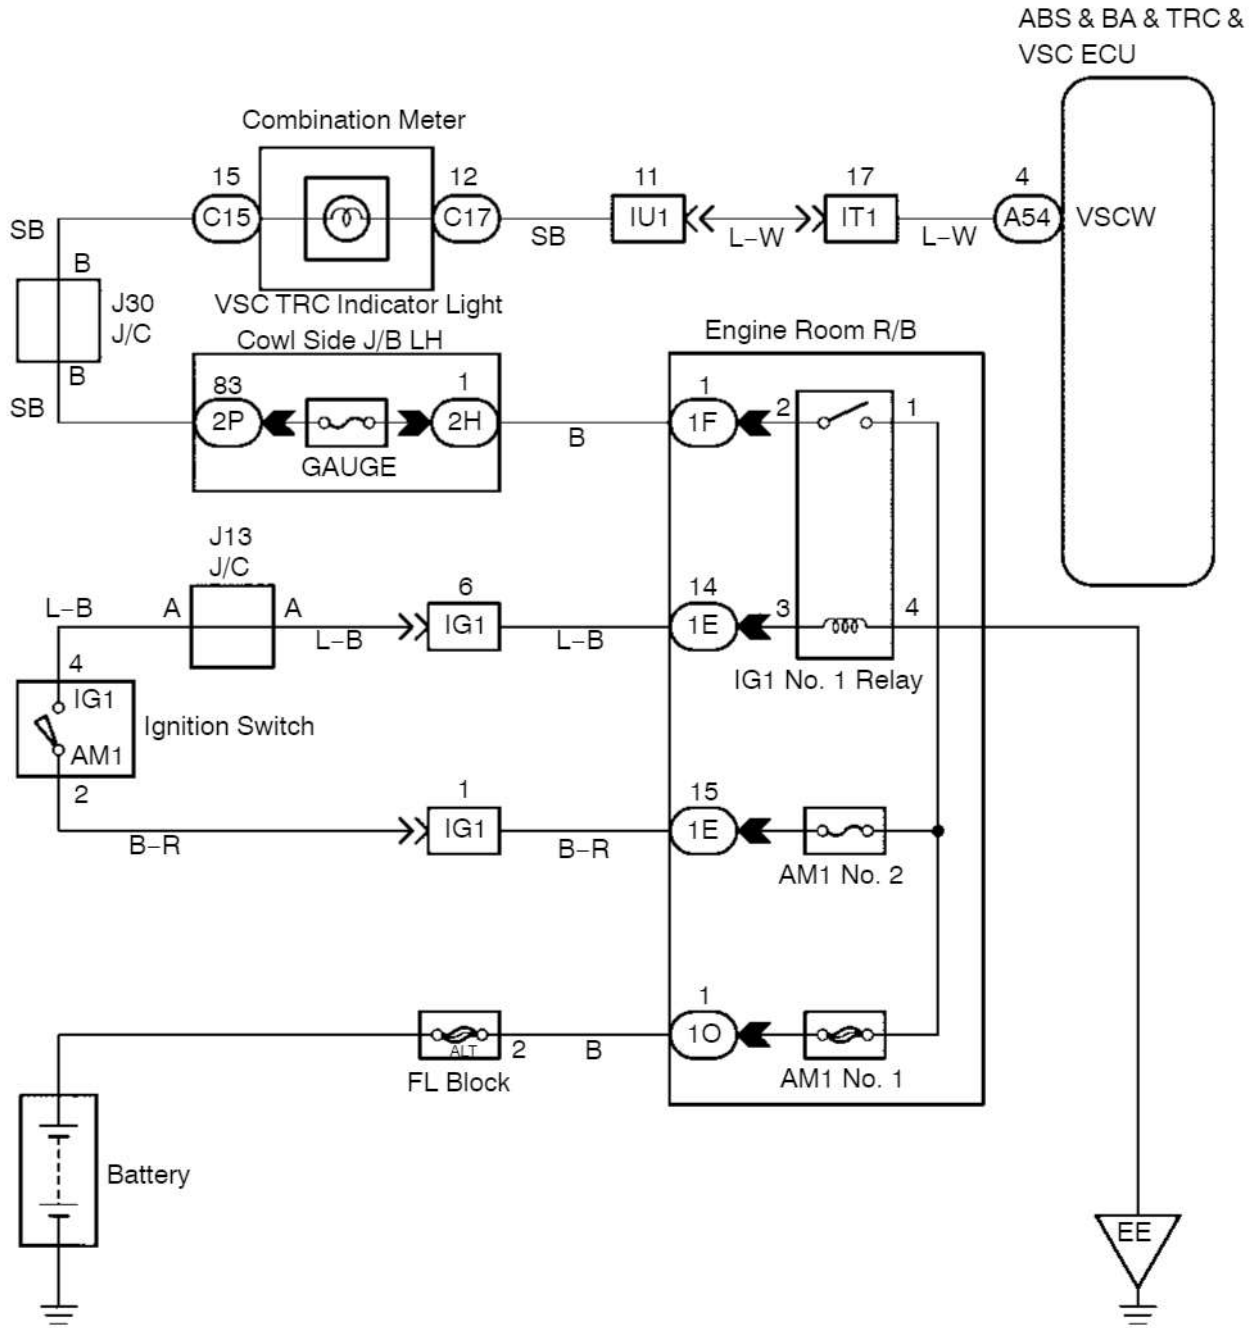 ABS & BA & TRC &
VSC ECU
Combination Meter
15
12
11
17
4
C15
C17
IU1
IT1
A54
VSCW
SB
SB
L–W
L–W
B
J30
J/C
VSC TRC Indicator Light
B
SB
Cowl Side J/B LH
Engine Room R/B
83
1
1
2
1
2P
2H
1F
B
GAUGE
J13
J/C
6
14
3
4
L–B
A
A
L–B
IG1
L–B
1E
IG1 No. 1 Relay
4
IG1
AM1
Ignition Switch
2
1
15
B–R
IG1
B–R
1E
AM1 No. 2
1
1O
ALT
2
B
FL Block
AM1 No. 1
Battery
EE